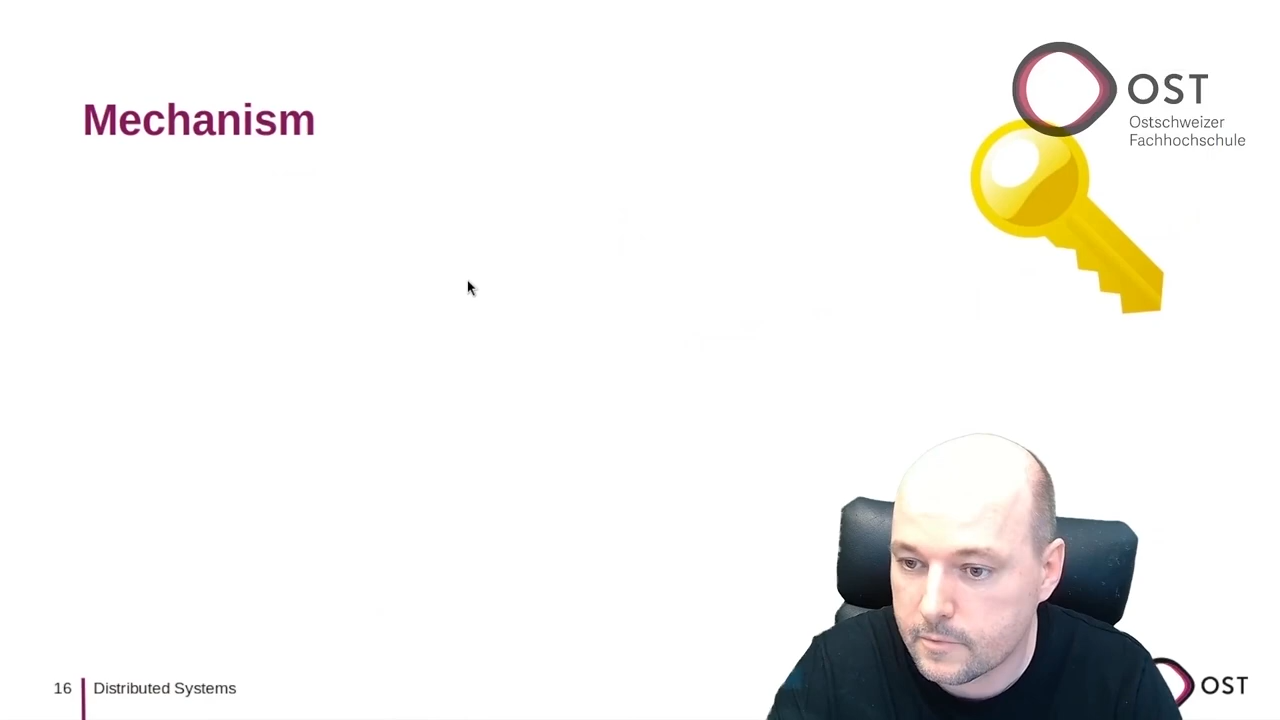 OST
Ostschweizer
Fachhochschule
Mechanism
16
Distributed Systems
OST